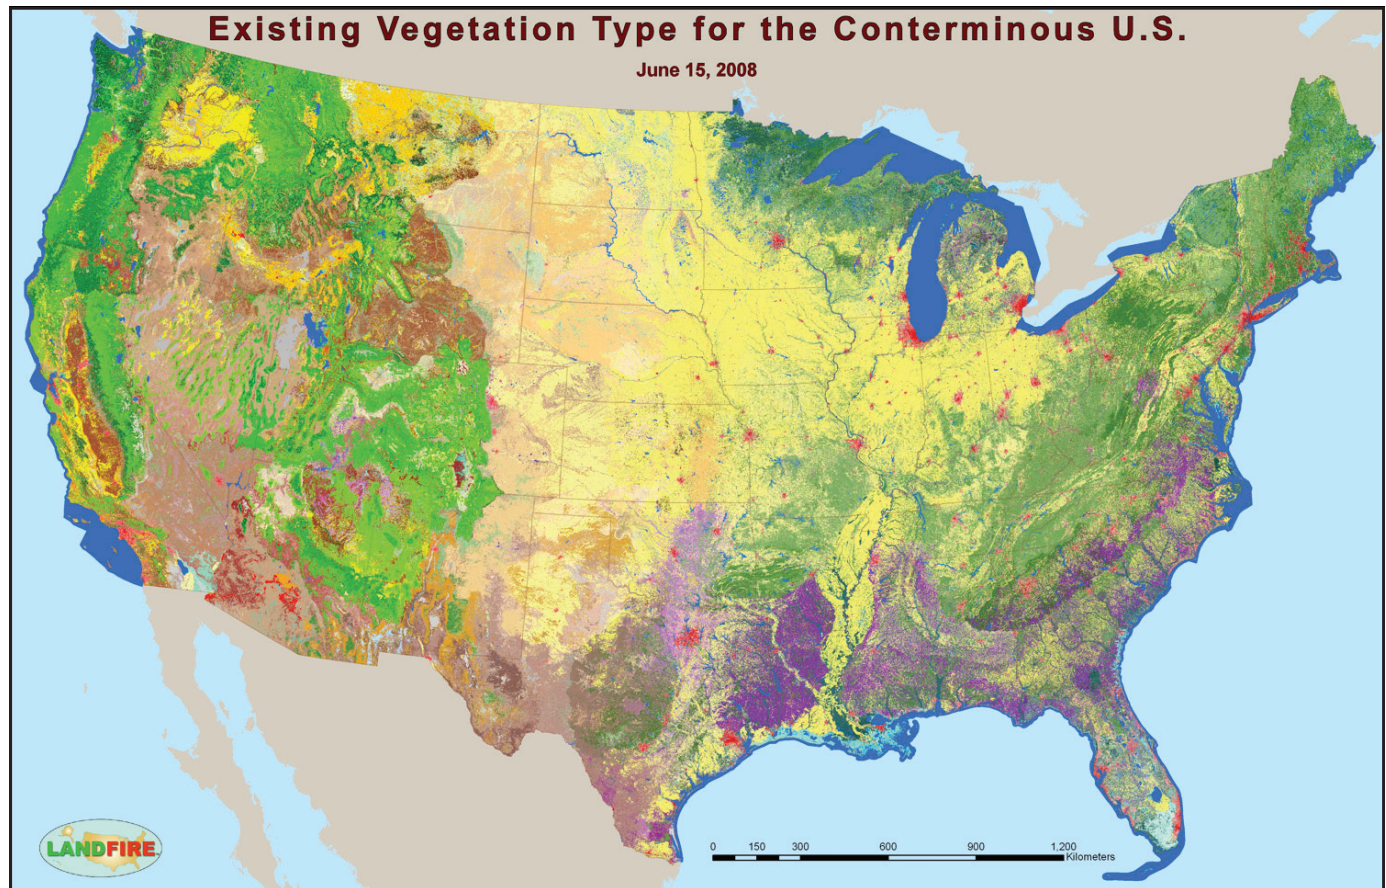 Existing Vegetation Type for the Conterminous U.S.
June 15, 2008
LANDFIRE
0 150 300 600 900 1,200
Kilometers